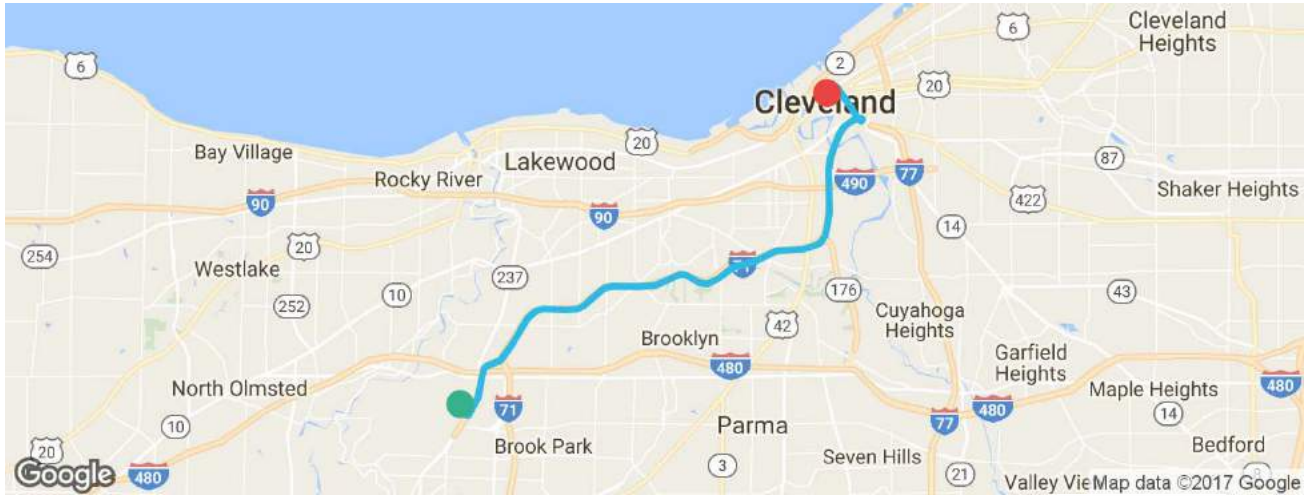 6
2
6
Cleveland
Heights
20
Cleveland
20
Bay Village
Lakewood
87
Rocky River
490
77
Shaker Heights
90
90
422
14
254
20
237
71
Westlake
10
176
43
252
Cuyahoga
Heights
42
Brooklyn
Garfield
Heights
480
North Olmsted
Maple Heights
480
480
71
14
10
Parma
77
Brook Park
Bedford
20
Seven Hills
480
3
21
8
Google
Valley Vie
Map data ©2017 Google